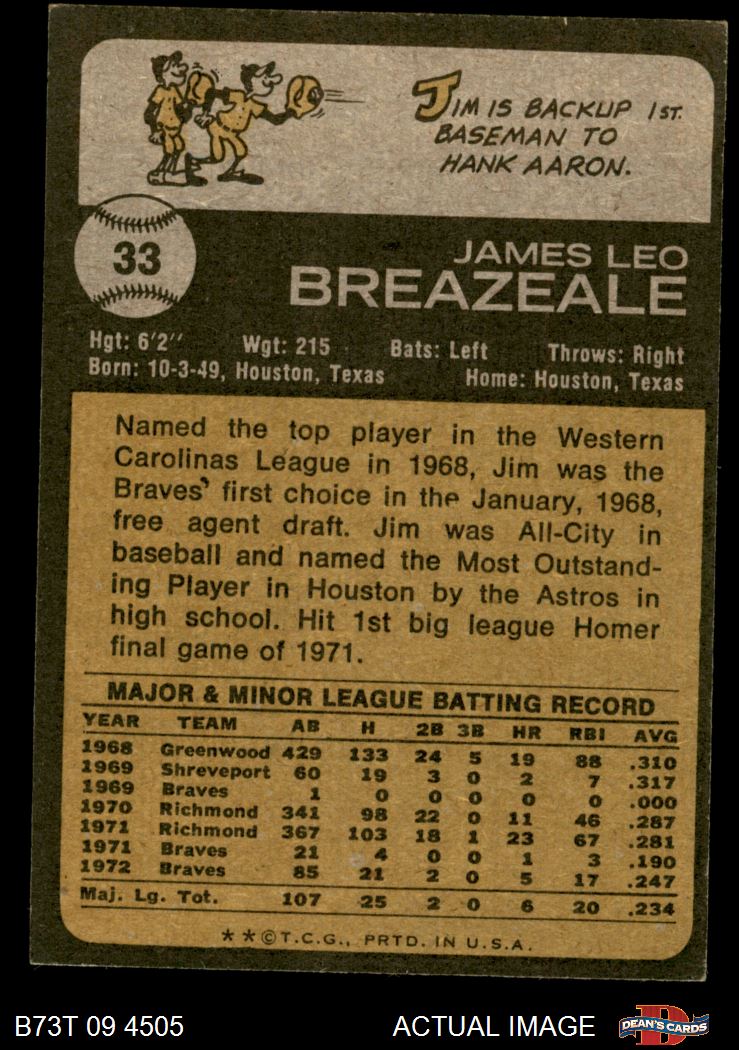 JIM IS BACKUP 1ST.
BASEMAN TO
HANK AARON.
33
JAMES LEO
BREAZEALE
Hgt: 6'2" Wgt: 215 Bats: Left Throws: Right
Born: 10-3-49, Houston, Texas Home: Houston, Texas
Named the top player in the Western
Carolinas League in 1968, Jim was the
Braves' first choice in the January, 1968,
free agent draft. Jim was All-City in
baseball and named the Most Outstand-
ing Player in Houston by the Astros in
high school. Hit 1st big league Homer
final game of 1971.
MAJOR & MINOR LEAGUE BATTING RECORD
YEAR TEAM AB H 2B 3B HR RBI AVG
1968 Greenwood 429 133 24 5 19 88 .310
1969 Shreveport 60 19 3 0 2 7 .317
1969 Braves 1 0 0 0 0 0 .000
1970 Richmond 341 98 22 0 11 46 .287
1971 Richmond 367 103 18 1 23 67 .281
1971 Braves 21 4 0 0 1 3 .190
1972 Braves 85 21 2 0 5 17 .247
Maj. Lg. Tot. 107 25 2 0 6 20 .234
**©T.C.G., PRTD. IN U.S.A.
B73T 09 4505 ACTUAL IMAGE D DEAN'S CARDS